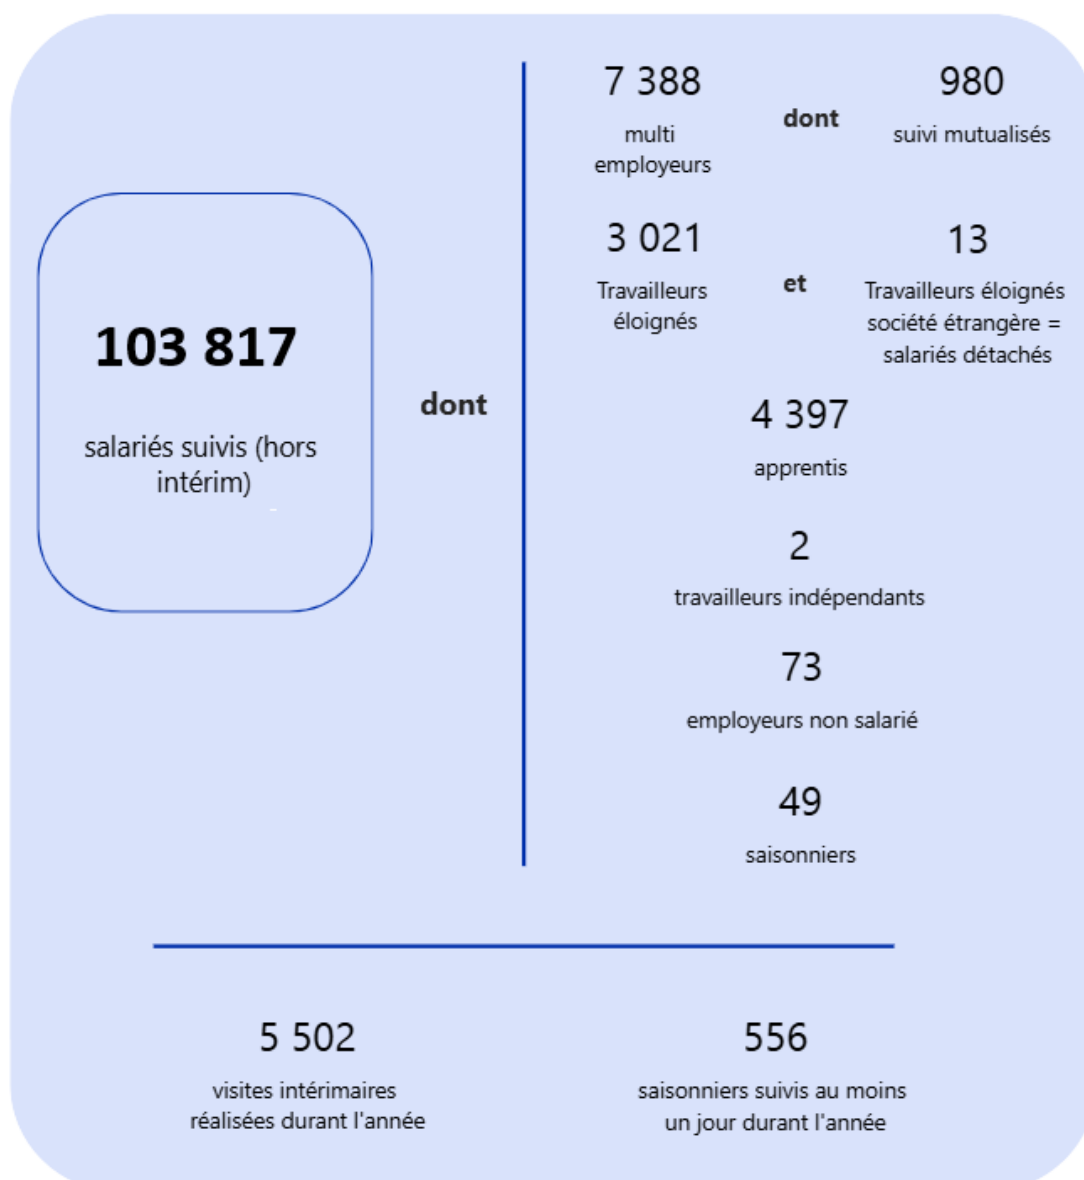 103 817
salariés suivis (hors
intérim)
dont
7 388
multi
employeurs
dont
980
suivi mutualisés
3 021
Travailleurs
éloignés
et
13
Travailleurs éloignés
société étrangère =
salariés détachés
4 397
apprentis
2
travailleurs indépendants
73
employeurs non salarié
49
saisonniers
5 502
visites intérimaires
réalisées durant l'année
556
saisonniers suivis au moins
un jour durant l'année